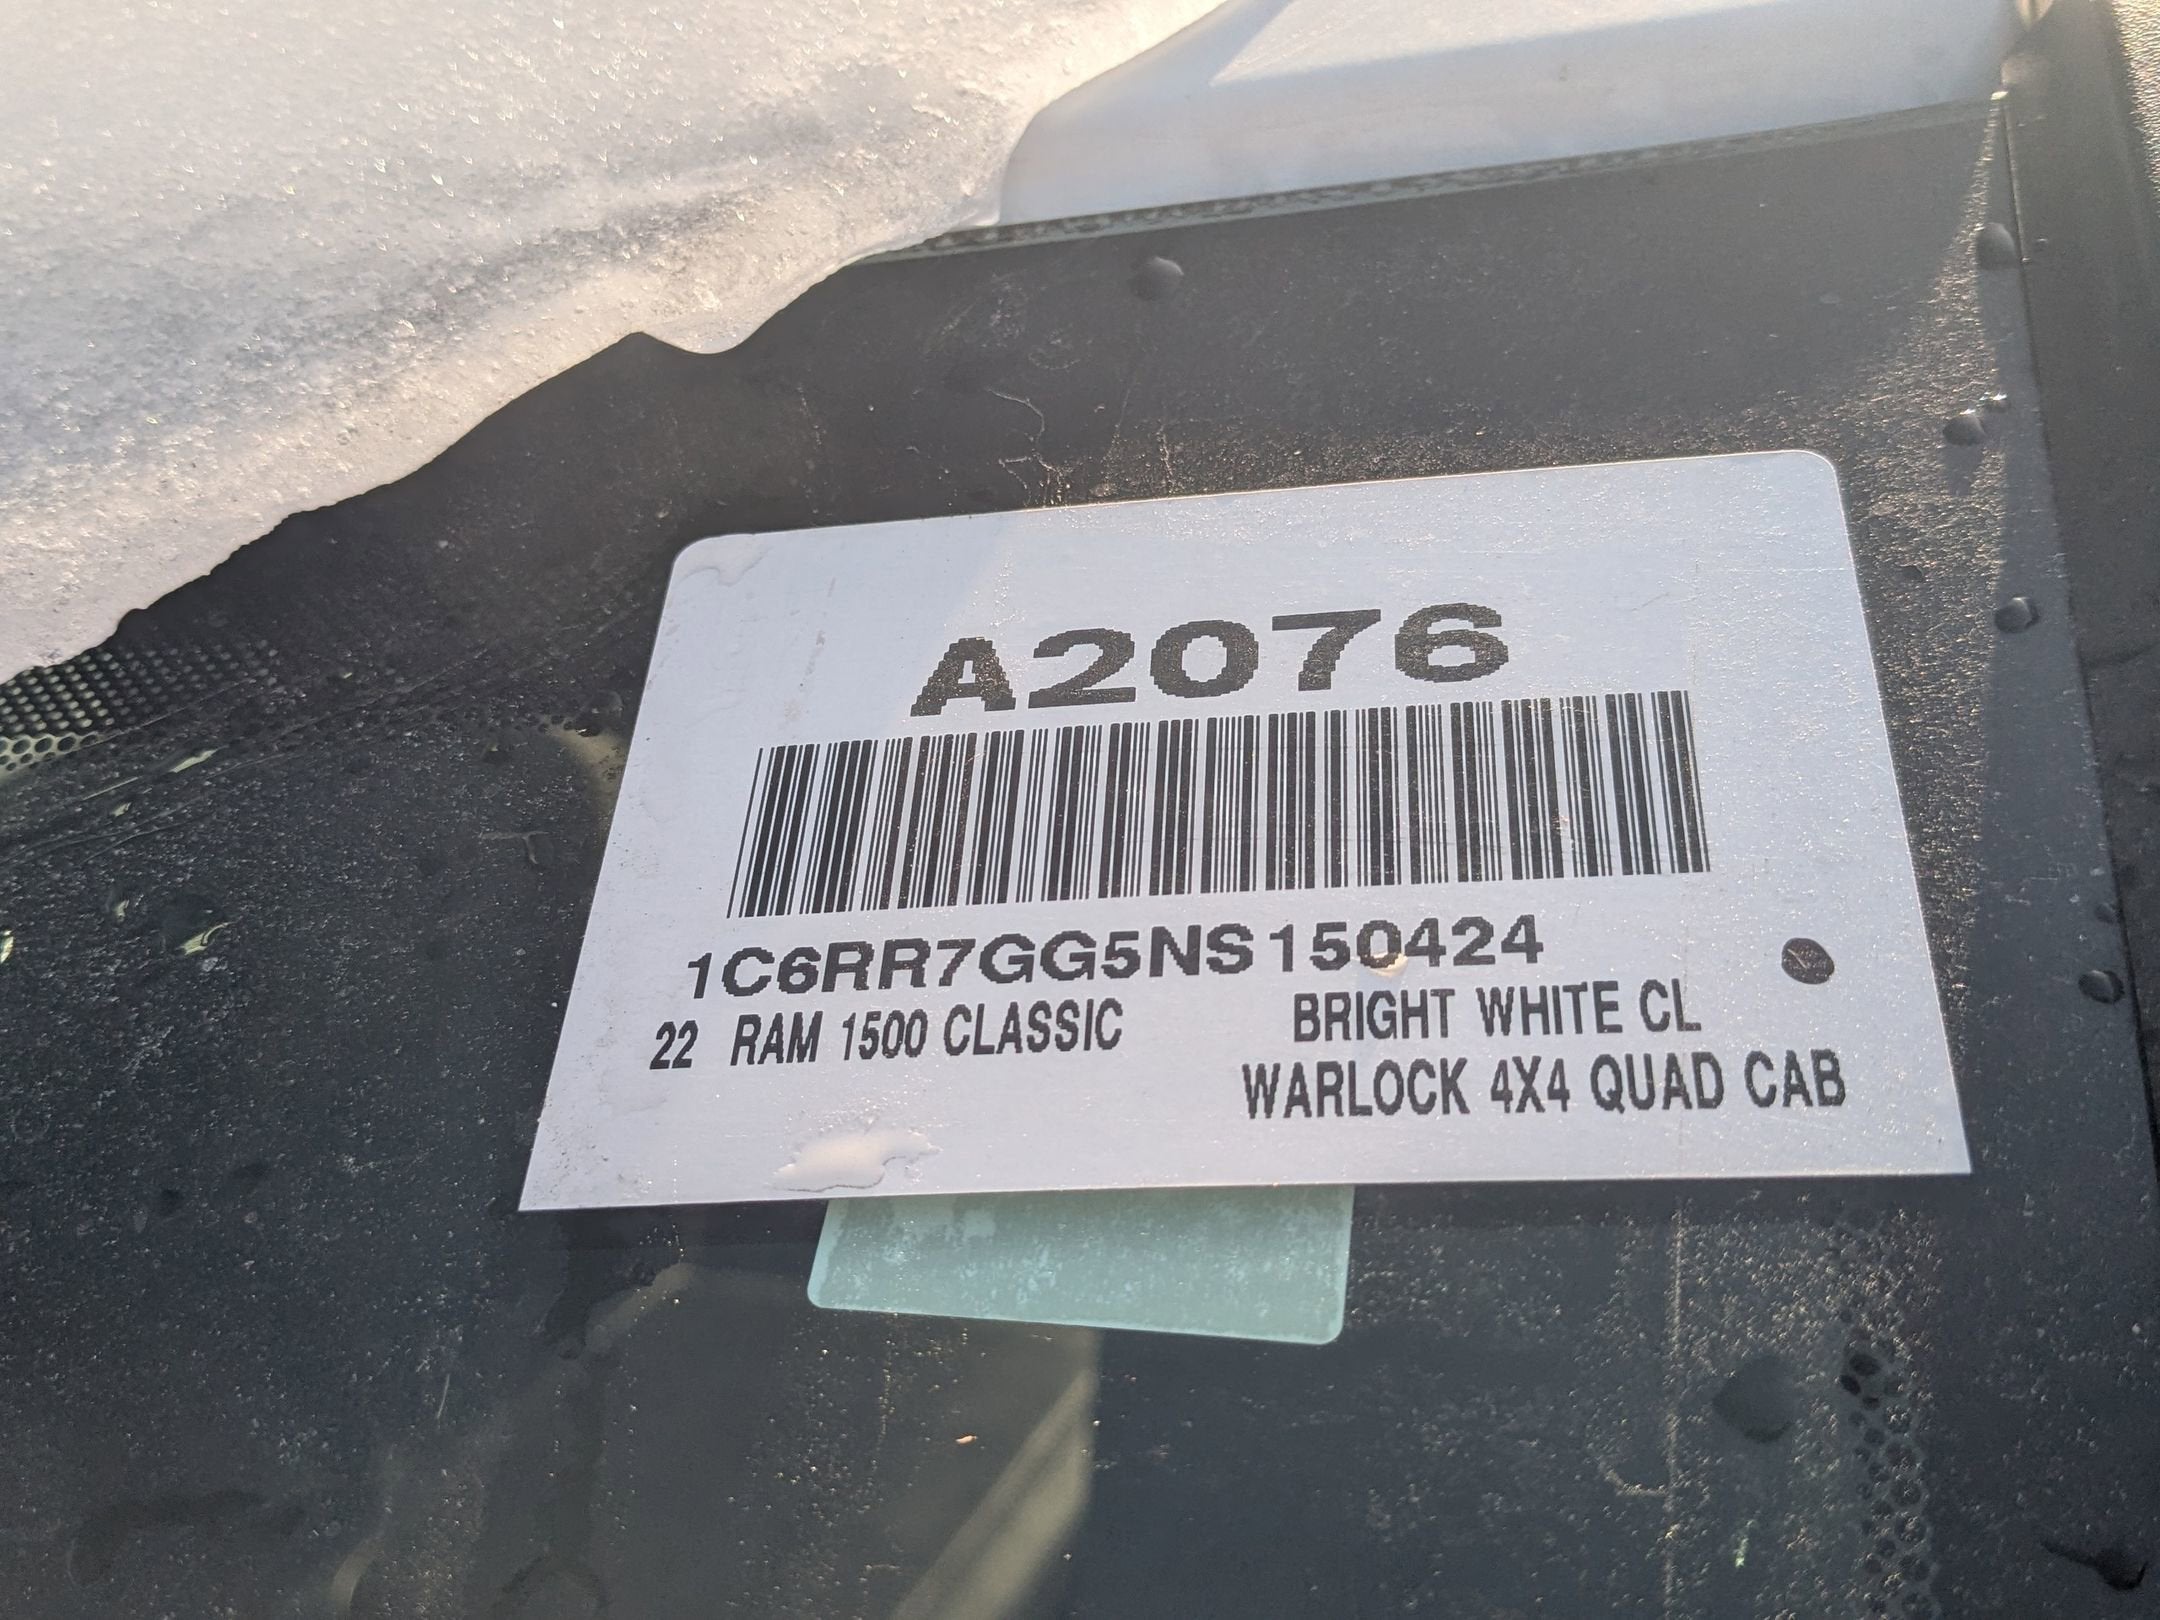 A2076
1C6RR7GG5NS150424
22 RAM 1500 CLASSIC BRIGHT WHITE CL
WARLOCK 4X4 QUAD CAB